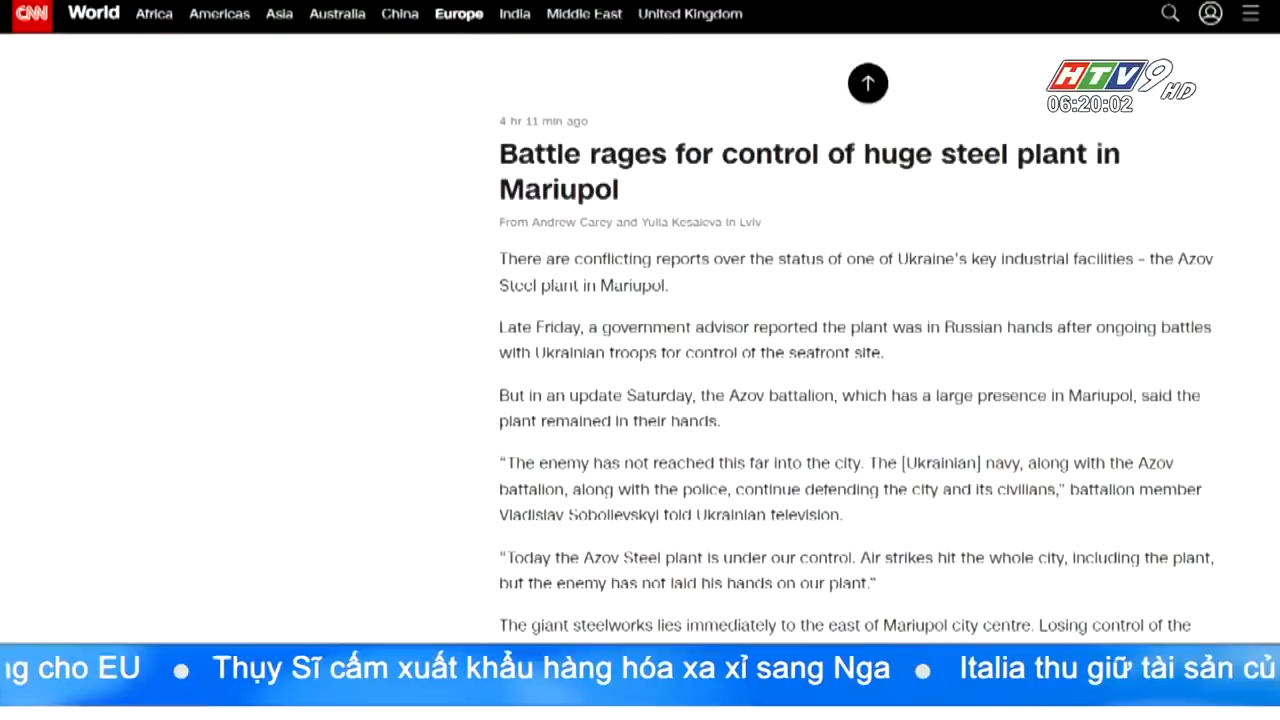 CNN World Africa Americas Asia Australia China Europe India Middle East United Kingdom
HTV9 HD
06:20:02
4 hr 11 min ago
Battle rages for control of huge steel plant in
Mariupol
From Andrew Carey and Yulia Kesaieva in Lviv
There are conflicting reports over the status of one of Ukraine's key industrial facilities - the Azov
Steel plant in Mariupol.
Late Friday, a government advisor reported the plant was in Russian hands after ongoing battles
with Ukrainian troops for control of the seafront site.
But in an update Saturday, the Azov battalion, which has a large presence in Mariupol, said the
plant remained in their hands.
“The enemy has not reached this far into the city. The [Ukrainian] navy, along with the Azov
battalion, along with the police, continue defending the city and its civilians,” battalion member
Vladislav Sobolievskyi told Ukrainian television.
“Today the Azov Steel plant is under our control. Air strikes hit the whole city, including the plant,
but the enemy has not laid his hands on our plant.”
The giant steelworks lies immediately to the east of Mariupol city centre. Losing control of the
ng cho EU ● Thụy Sĩ cấm xuất khẩu hàng hóa xa xỉ sang Nga ● Italia thu giữ tài sản củ